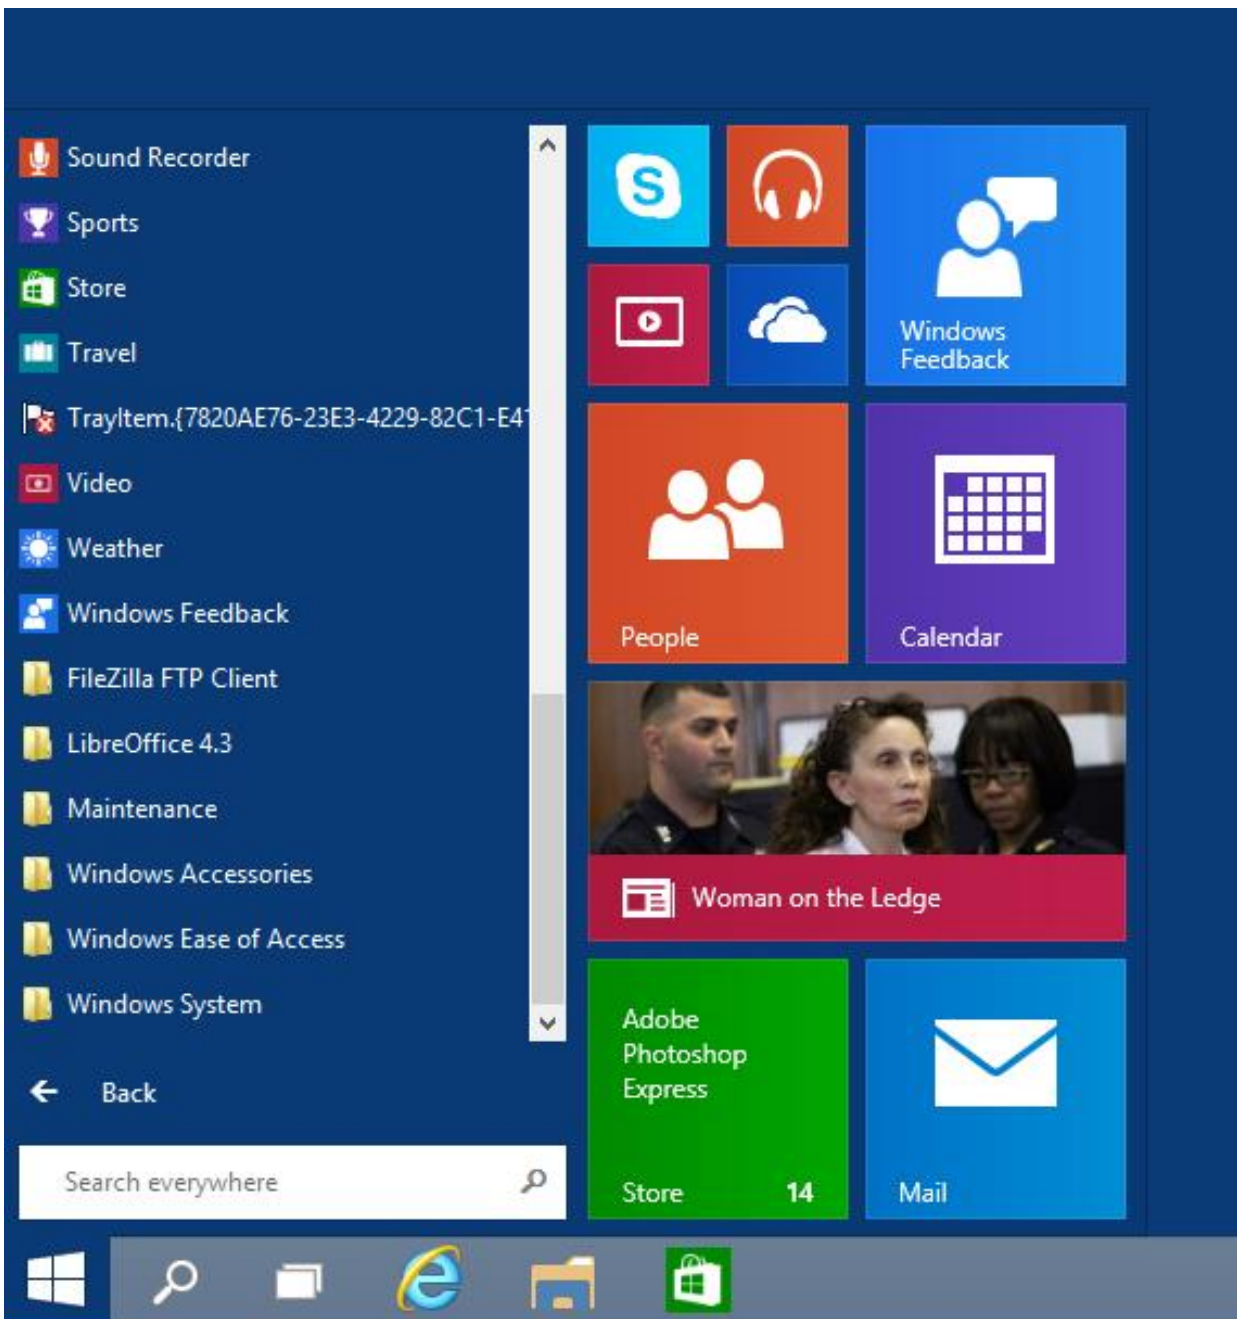 Sound Recorder
Sports
Store
Travel
TrayItem.{7820AE76-23E3-4229-82C1-E41
Video
Weather
Windows Feedback
FileZilla FTP Client
LibreOffice 4.3
Maintenance
Windows Accessories
Windows Ease of Access
Windows System
Back
Search everywhere
Windows
Feedback
People
Calendar
Woman on the Ledge
Adobe
Photoshop
Express
Store 14
Mail